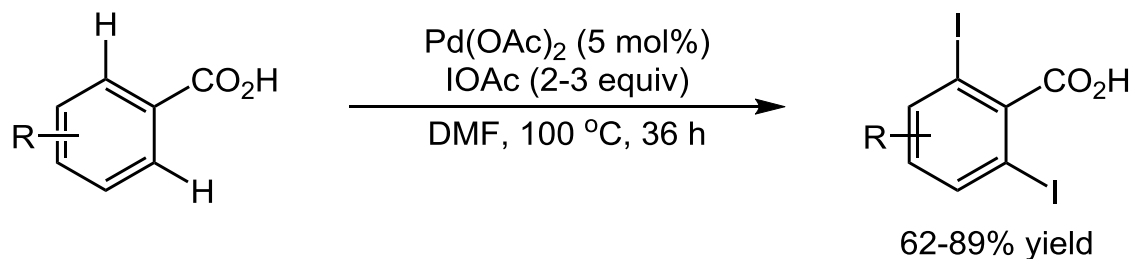 H
CO2H
R
H
Pd(OAc)2 (5 mol%)
IOAc (2-3 equiv)
DMF, 100 °C, 36 h
I
CO2H
R
I
62-89% yield